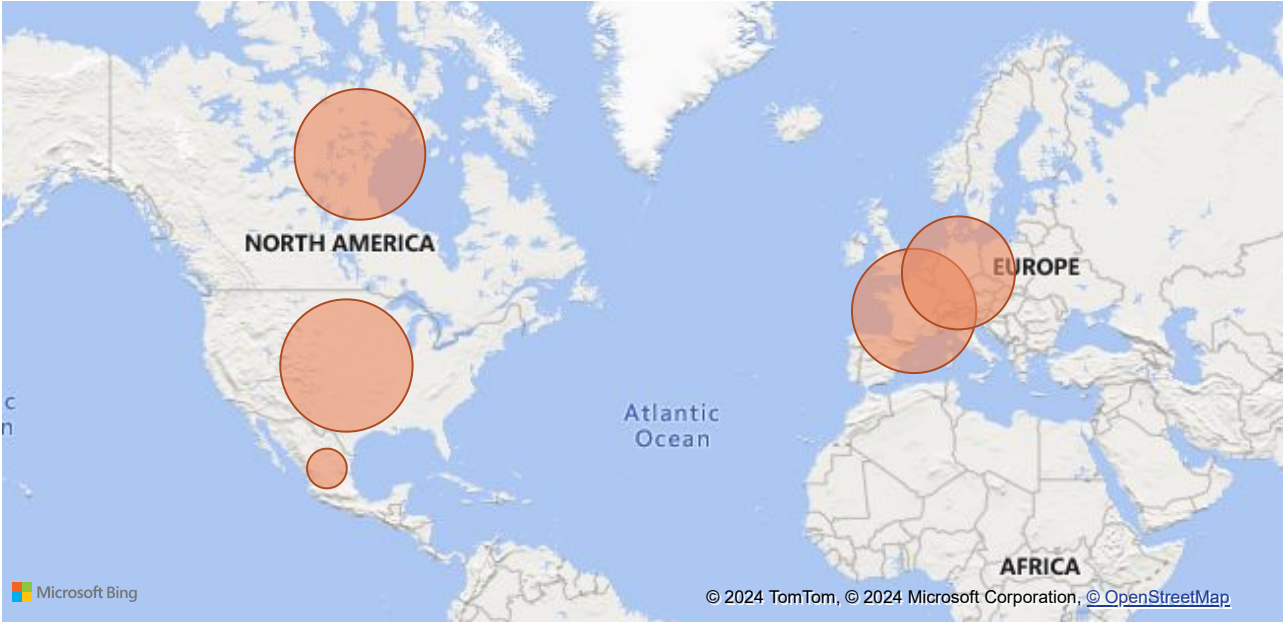 NORTH AMERICA
EUROPE
c
n
Atlantic
Ocean
AFRICA
Microsoft Bing
© 2024 TomTom, © 2024 Microsoft Corporation, © OpenStreetMap